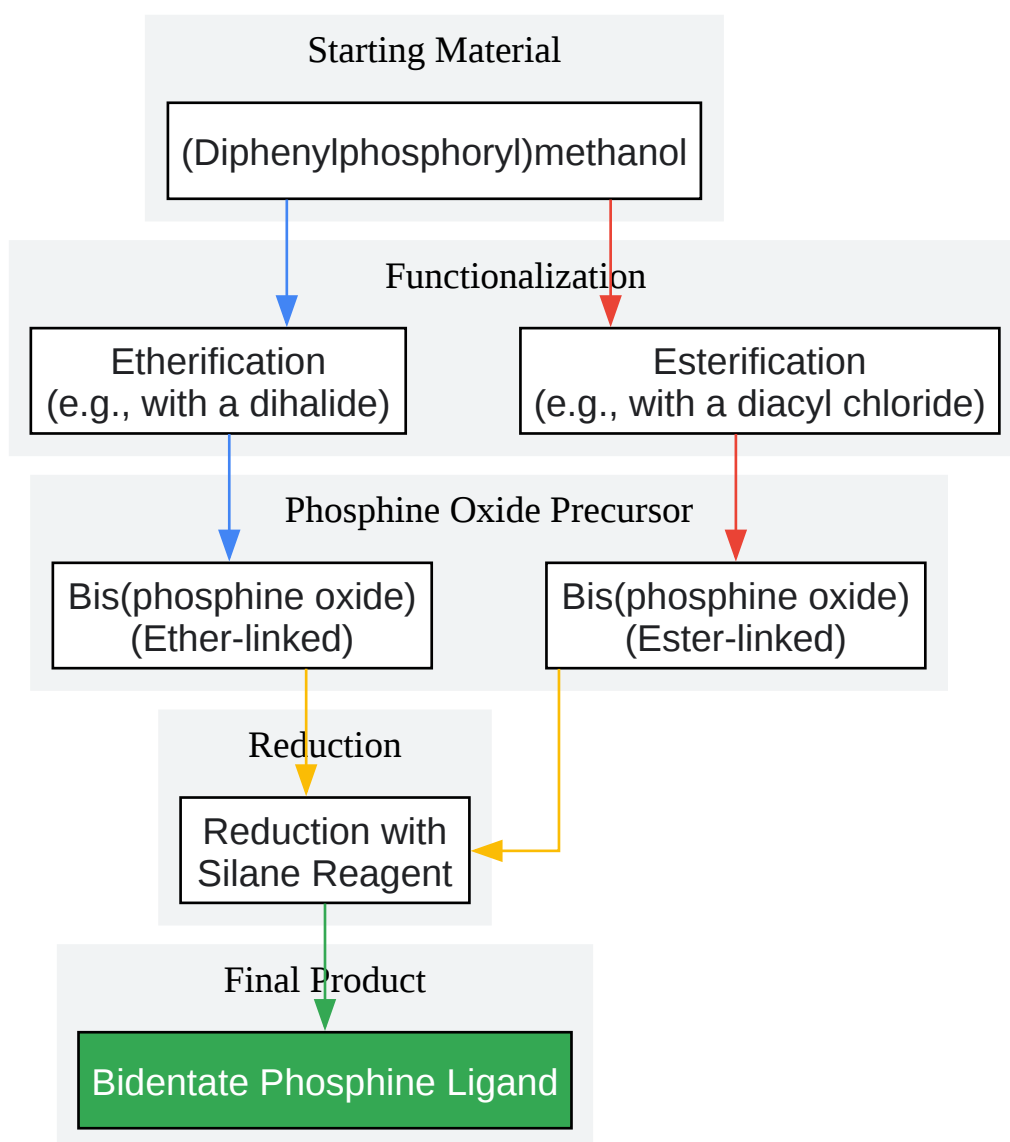 Starting Material
(Diphenylphosphoryl)methanol
Functionalization
Etherification
(e.g., with a dihalide)
Esterification
(e.g., with a diacyl chloride)
Phosphine Oxide Precursor
Bis(phosphine oxide)
(Ether-linked)
Bis(phosphine oxide)
(Ester-linked)
Reduction
Reduction with
Silane Reagent
Final Product
Bidentate Phosphine Ligand